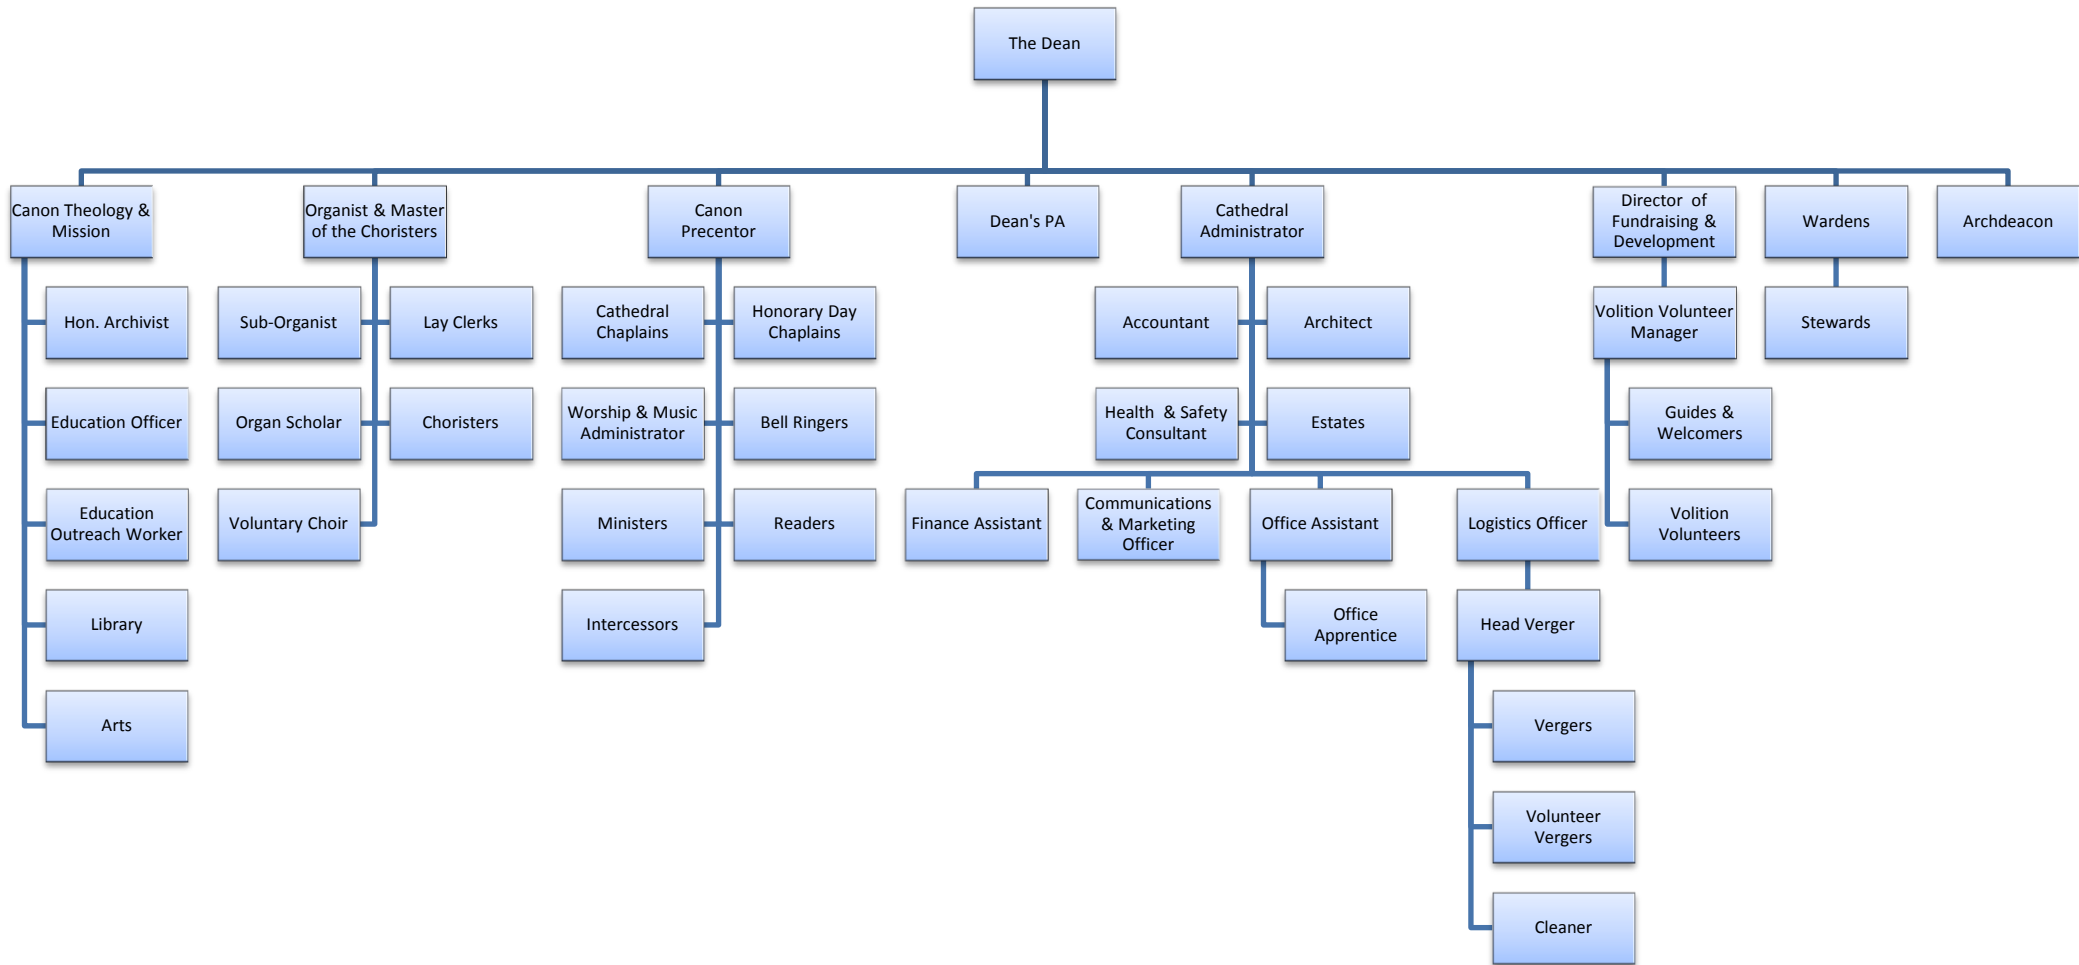 The Dean
Canon Theology &
Mission
Organist & Master
of the Choristers
Canon
Precentor
Dean's PA
Cathedral
Administrator
Director of
Fundraising &
Development
Wardens
Archdeacon
Hon. Archivist
Sub-Organist
Lay Clerks
Cathedral
Chaplains
Honorary Day
Chaplains
Accountant
Architect
Volition Volunteer
Manager
Stewards
Education Officer
Organ Scholar
Choristers
Worship & Music
Administrator
Bell Ringers
Health & Safety
Consultant
Estates
Guides &
Welcomers
Education
Outreach Worker
Voluntary Choir
Ministers
Readers
Finance Assistant
Communications
& Marketing
Officer
Office Assistant
Logistics Officer
Volition
Volunteers
Library
Intercessors
Office
Apprentice
Head Verger
Arts
Vergers
Volunteer
Vergers
Cleaner